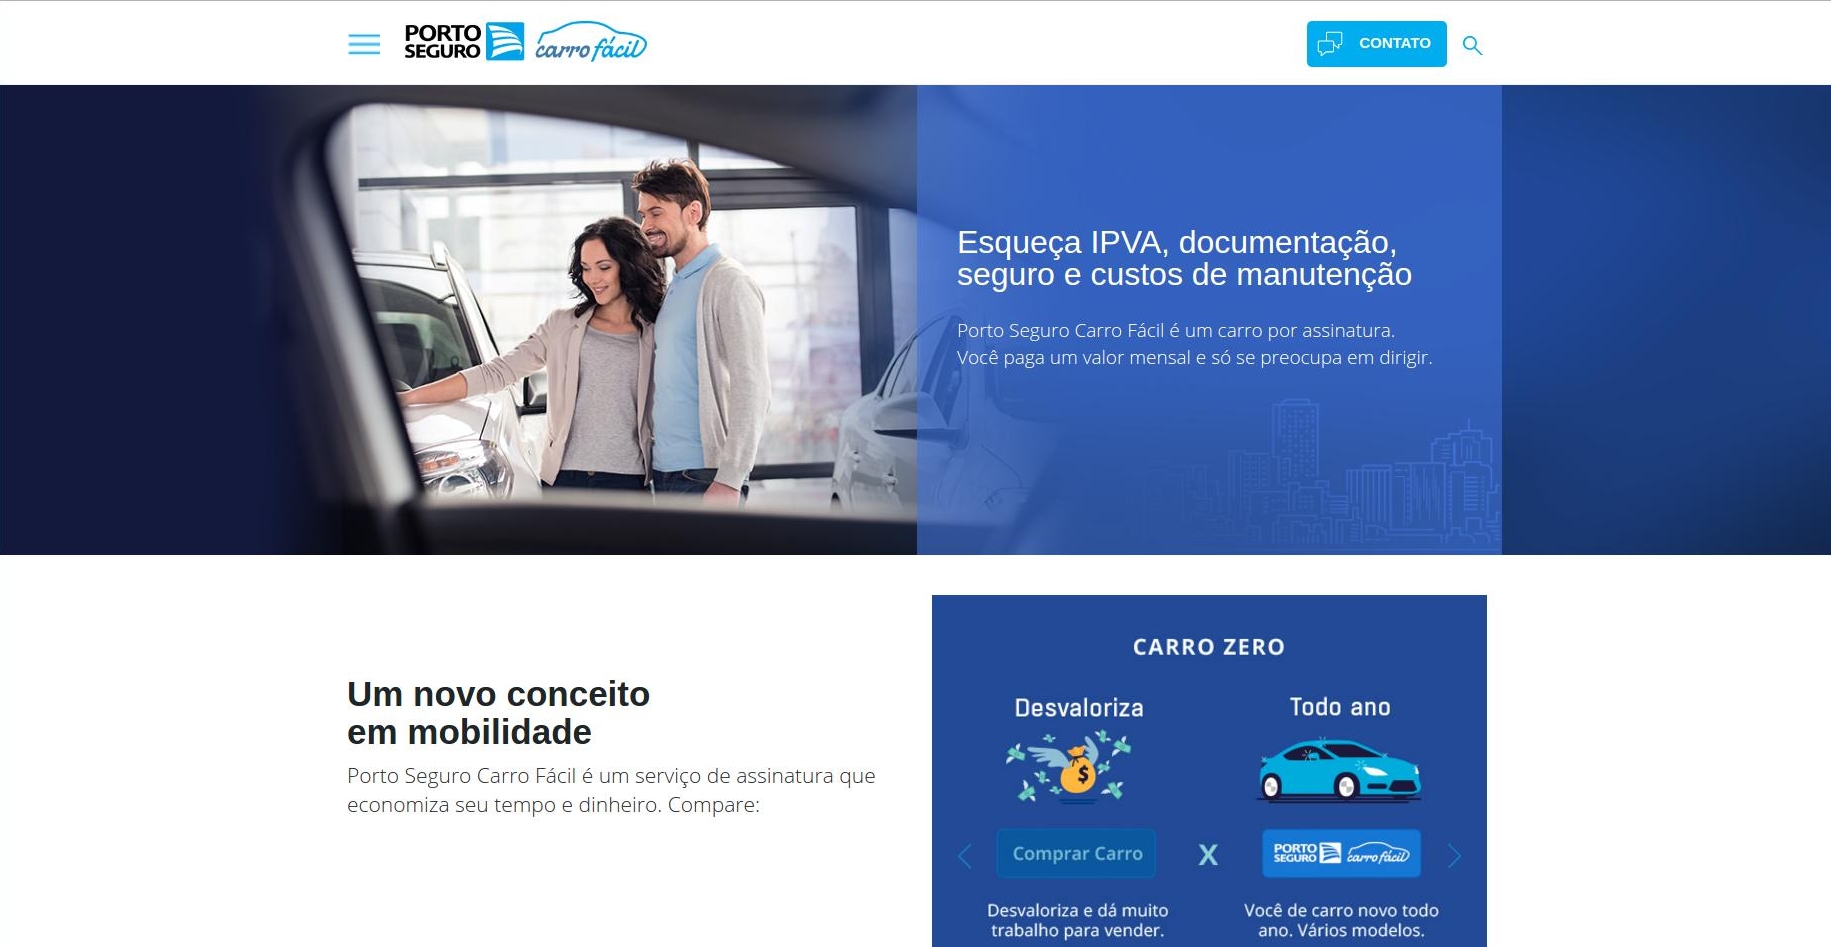 PORTO
SEGURO
carro fácil
CONTATO
Esqueça IPVA, documentação,
seguro e custos de manutenção
Porto Seguro Carro Fácil é um carro por assinatura.
Você paga um valor mensal e só se preocupa em dirigir.
Um novo conceito
em mobilidade
Porto Seguro Carro Fácil é um serviço de assinatura que
economiza seu tempo e dinheiro. Compare:
CARRO ZERO
Desvaloriza
$
Comprar Carro
Desvaloriza e dá muito
trabalho para vender.
X
Todo ano
PORTO
SEGURO
carro fácil
Você de carro novo todo
ano. Vários modelos.